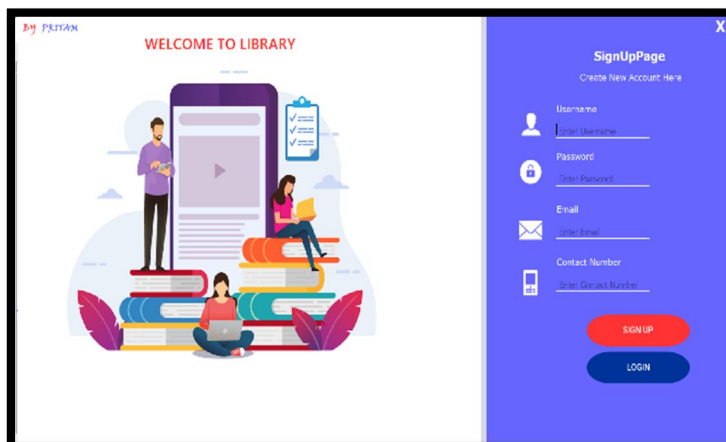 By PRITAM
WELCOME TO LIBRARY
X
SignUpPage
Create New Account Here
Username
Enter Username
Password
Enter Password
Email
Enter Email
Contact Number
Enter Contact Number
SIGN UP
LOGIN